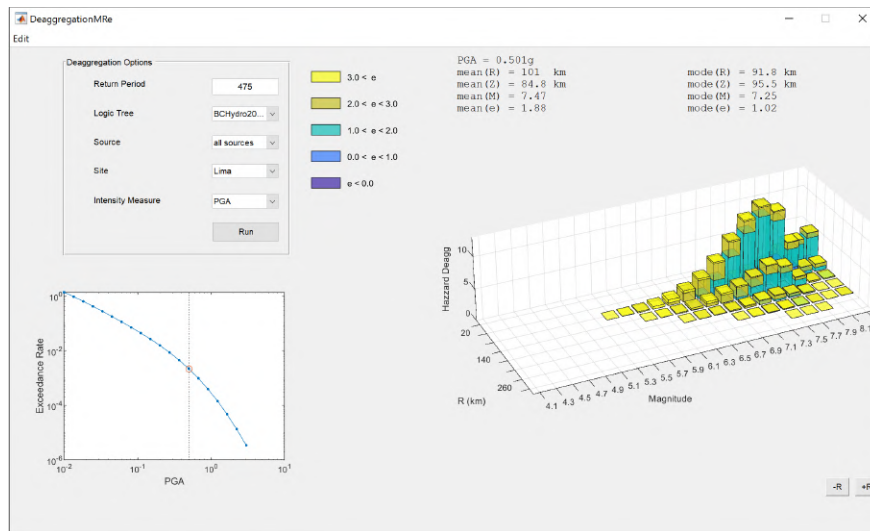 DeaggregationMRe
Edit
Deaggregation Options
Return Period
475
Logic Tree
BCHydro20...
Source
all sources
Site
Lima
Intensity Measure
PGA
Run
3.0 < e
2.0 < e < 3.0
1.0 < e < 2.0
0.0 < e < 1.0
e < 0.0
PGA = 0.501g
mean(R) = 101 km
mean(Z) = 84.8 km
mean(M) = 7.47
mean(e) = 1.88
mode(R) = 91.8 km
mode(Z) = 95.5 km
mode(M) = 7.25
mode(e) = 1.02
Hazzard Deagg
10
5
0
20
140
260
R (km)
4.1 4.3 4.5 4.7 4.9 5.1 5.3 5.5 5.7 5.9 6.1 6.3 6.5 6.7 6.9 7.1 7.3 7.5 7.7 7.9 8.1
Magnitude
Exceedance Rate
10^0
10^-2
10^-4
10^-6
10^-2 10^-1 10^0 10^1
PGA
-R
+R